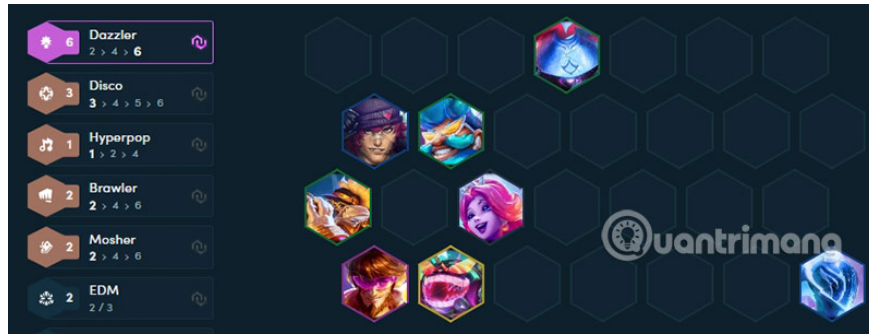 Dazzler
6
2 > 4 > 6
Disco
3
3 > 4 > 5 > 6
Hyperpop
1
1 > 2 > 4
Brawler
2
2 > 4 > 6
Mosher
2
2 > 4 > 6
EDM
2
2 / 3
Quantrimang